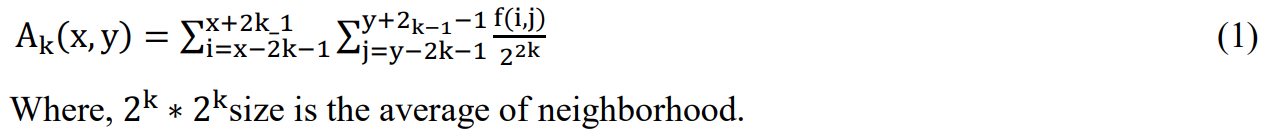 A_k(x, y) = ∑_{i=x−2k−1}^{x+2k_1} ∑_{j=y−2k−1}^{y+2_{k−1}−1} \frac{f(i,j)}{2^{2k}} (1)
Where, 2^k ∗ 2^k size is the average of neighborhood.